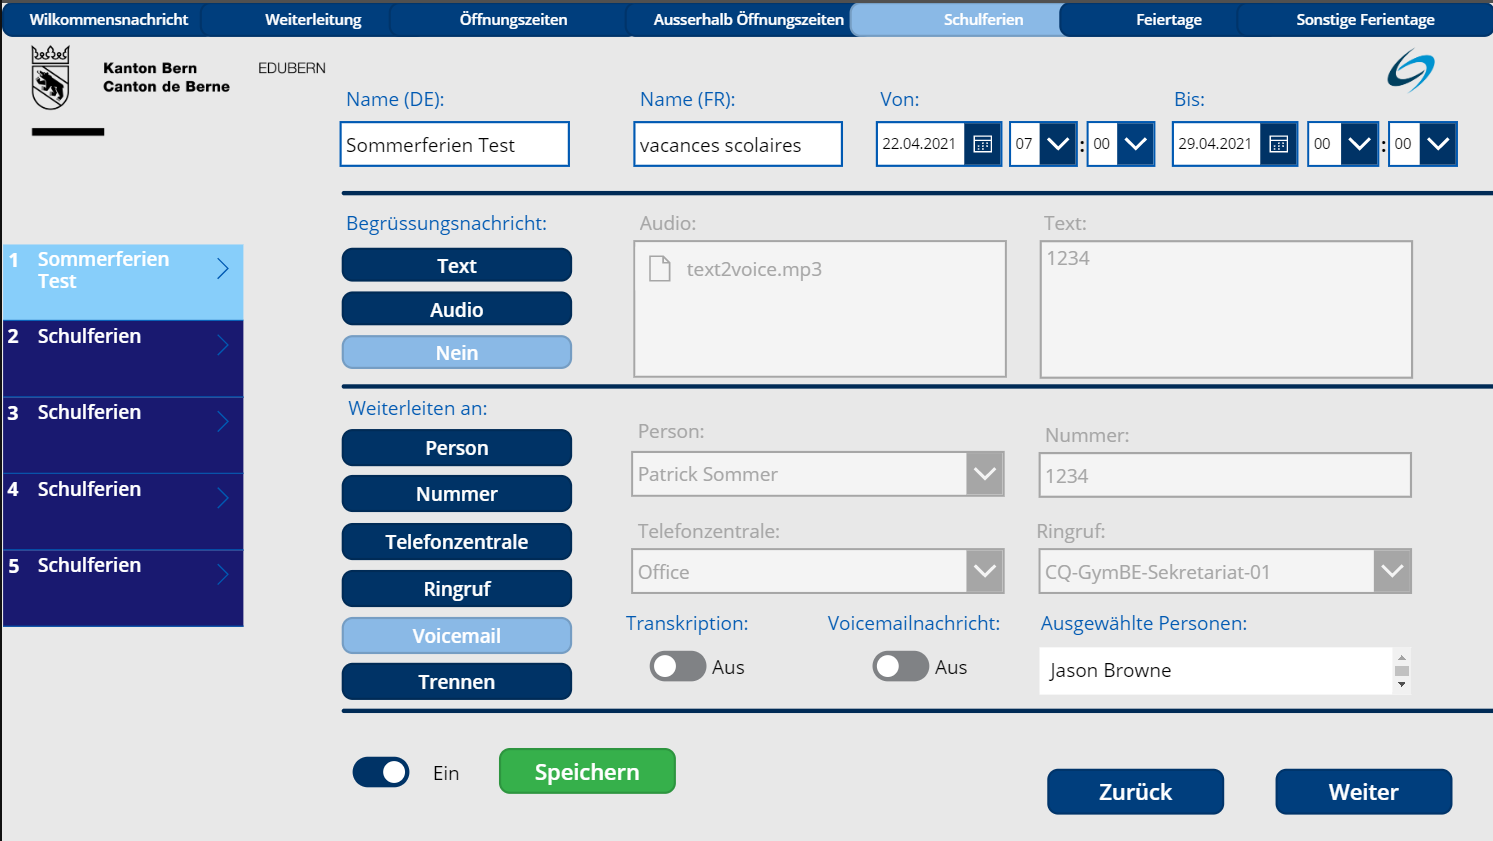 Wilkommensnachricht Weiterleitung Öffnungszeiten Ausserhalb Öffnungszeiten Schulferien Feiertage Sonstige Ferientage
Kanton Bern
Canton de Berne
EDUBERN
Name (DE): Name (FR): Von: Bis:
Sommerferien Test vacances scolaires 22.04.2021 07 : 00 29.04.2021 00 : 00
1 Sommerferien
Test
2 Schulferien
3 Schulferien
4 Schulferien
5 Schulferien
Begrüssungsnachricht: Audio: Text:
Text
Audio
Nein
text2voice.mp3
1234
Weiterleiten an:
Person
Nummer
Telefonzentrale
Ringruf
Voicemail
Trennen
Person: Nummer:
Patrick Sommer 1234
Telefonzentrale: Ringruf:
Office CQ-GymBE-Sekretariat-01
Transkription: Voicemailnachricht: Ausgewählte Personen:
Aus Aus Jason Browne
Ein Speichern
Zurück Weiter